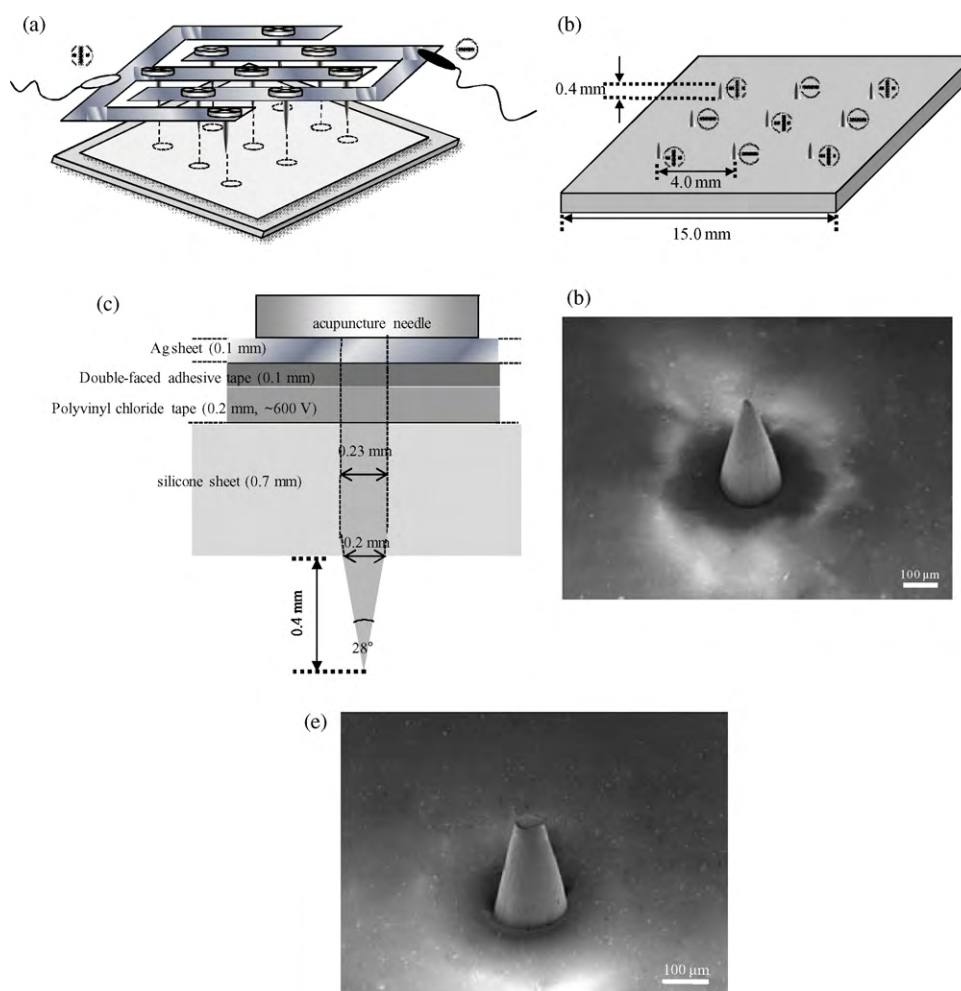 (a)
(b)
0.4 mm
4.0 mm
15.0 mm
(c)
acupuncture needle
Ag sheet (0.1 mm)
Double-faced adhesive tape (0.1 mm)
Polyvinyl chloride tape (0.2 mm, ~600 V)
0.23 mm
silicone sheet (0.7 mm)
0.2 mm
0.4 mm
28°
(b)
100 µm
(e)
100 µm